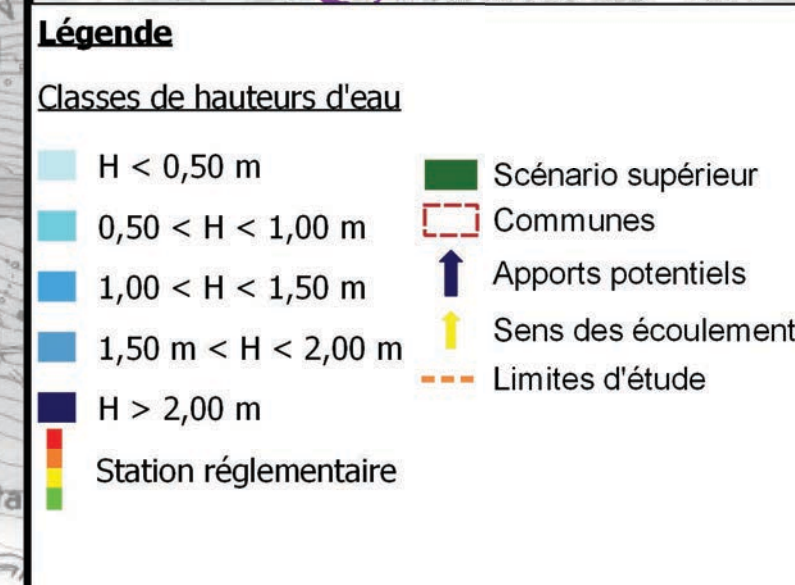 Légende
Classes de hauteurs d'eau
H < 0,50 m
0,50 < H < 1,00 m
1,00 < H < 1,50 m
1,50 m < H < 2,00 m
H > 2,00 m
Station réglementaire
Scénario supérieur
Communes
Apports potentiels
Sens des écoulement
Limites d'étude